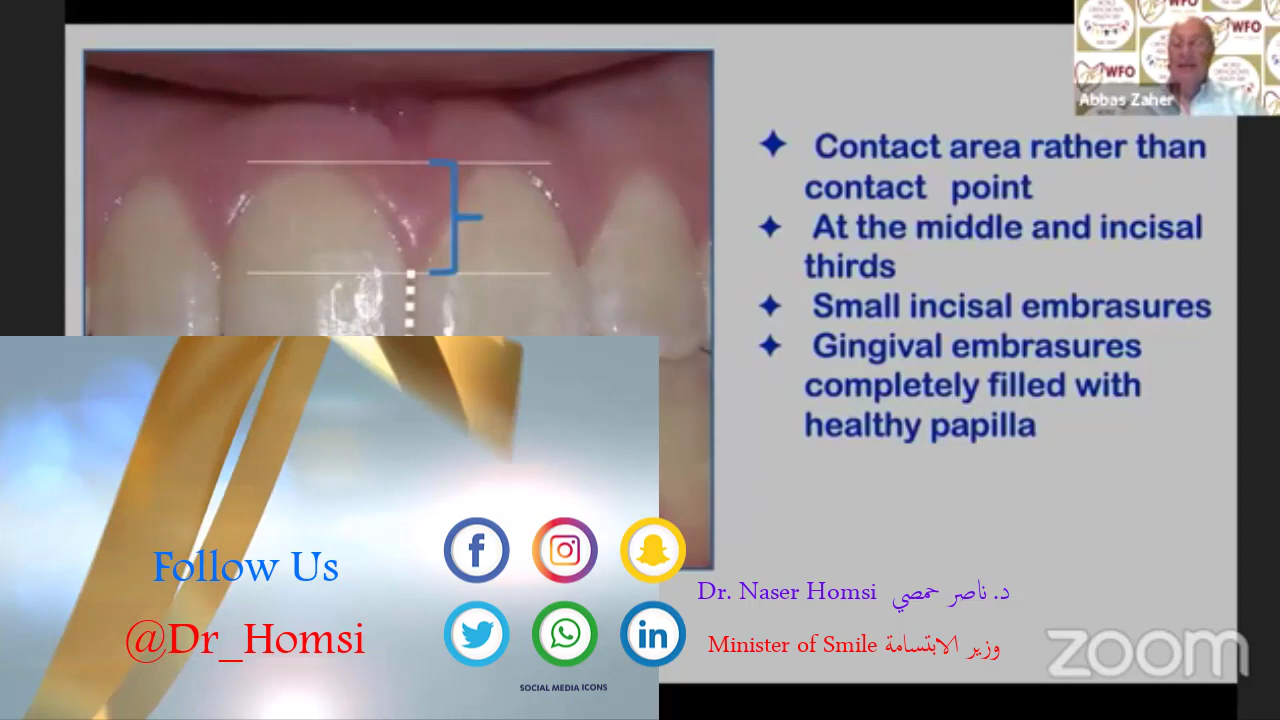 WFO
WFO
WFO
Abbas Zaher
✦ Contact area rather than
contact point
✦ At the middle and incisal
thirds
✦ Small incisal embrasures
✦ Gingival embrasures
completely filled with
healthy papilla
Follow Us
@Dr_Homsi
SOCIAL MEDIA ICONS
Dr. Naser Homsi د. ناصر حمصي
Minister of Smile وزير الابتسامة
zoom